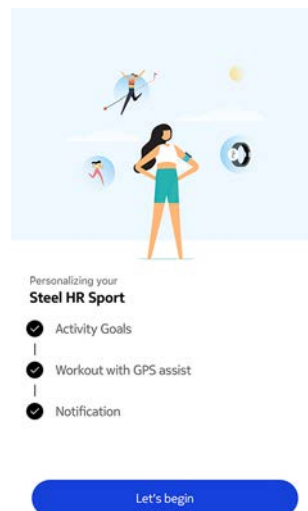 Personalizing your
Steel HR Sport
Activity Goals
Workout with GPS assist
Notification
Let's begin